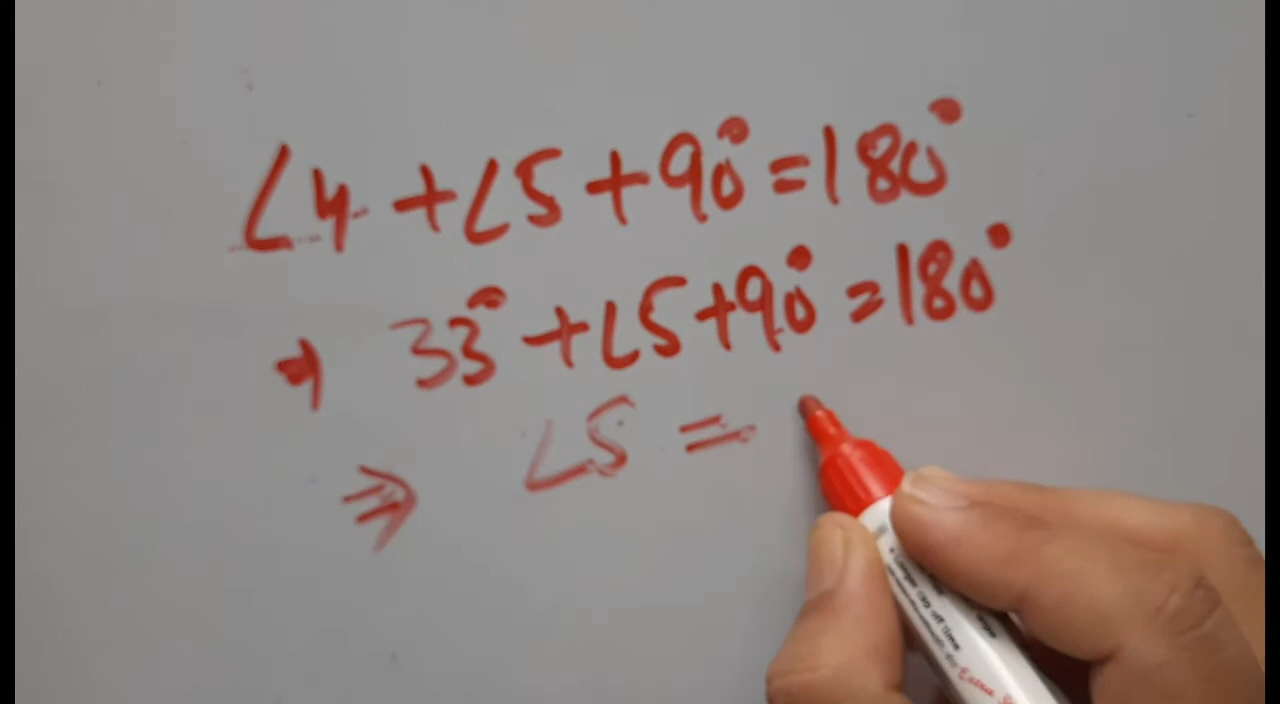 ∠4 + ∠5 + 90° = 180°
⇒ 33° + ∠5 + 90° = 180°
⇒ ∠5 =